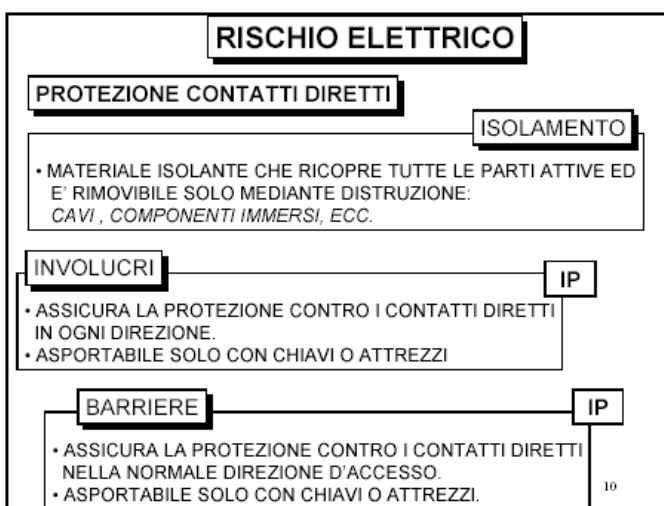 RISCHIO ELETTRICO
PROTEZIONE CONTATTI DIRETTI
ISOLAMENTO
• MATERIALE ISOLANTE CHE RICOPRE TUTTE LE PARTI ATTIVE ED
E' RIMOVIBILE SOLO MEDIANTE DISTRUZIONE:
CAVI , COMPONENTI IMMERSI, ECC.
INVOLUCRI
IP
• ASSICURA LA PROTEZIONE CONTRO I CONTATTI DIRETTI
IN OGNI DIREZIONE.
• ASPORTABILE SOLO CON CHIAVI O ATTREZZI
BARRIERE
IP
• ASSICURA LA PROTEZIONE CONTRO I CONTATTI DIRETTI
NELLA NORMALE DIREZIONE D'ACCESSO.
• ASPORTABILE SOLO CON CHIAVI O ATTREZZI.
10